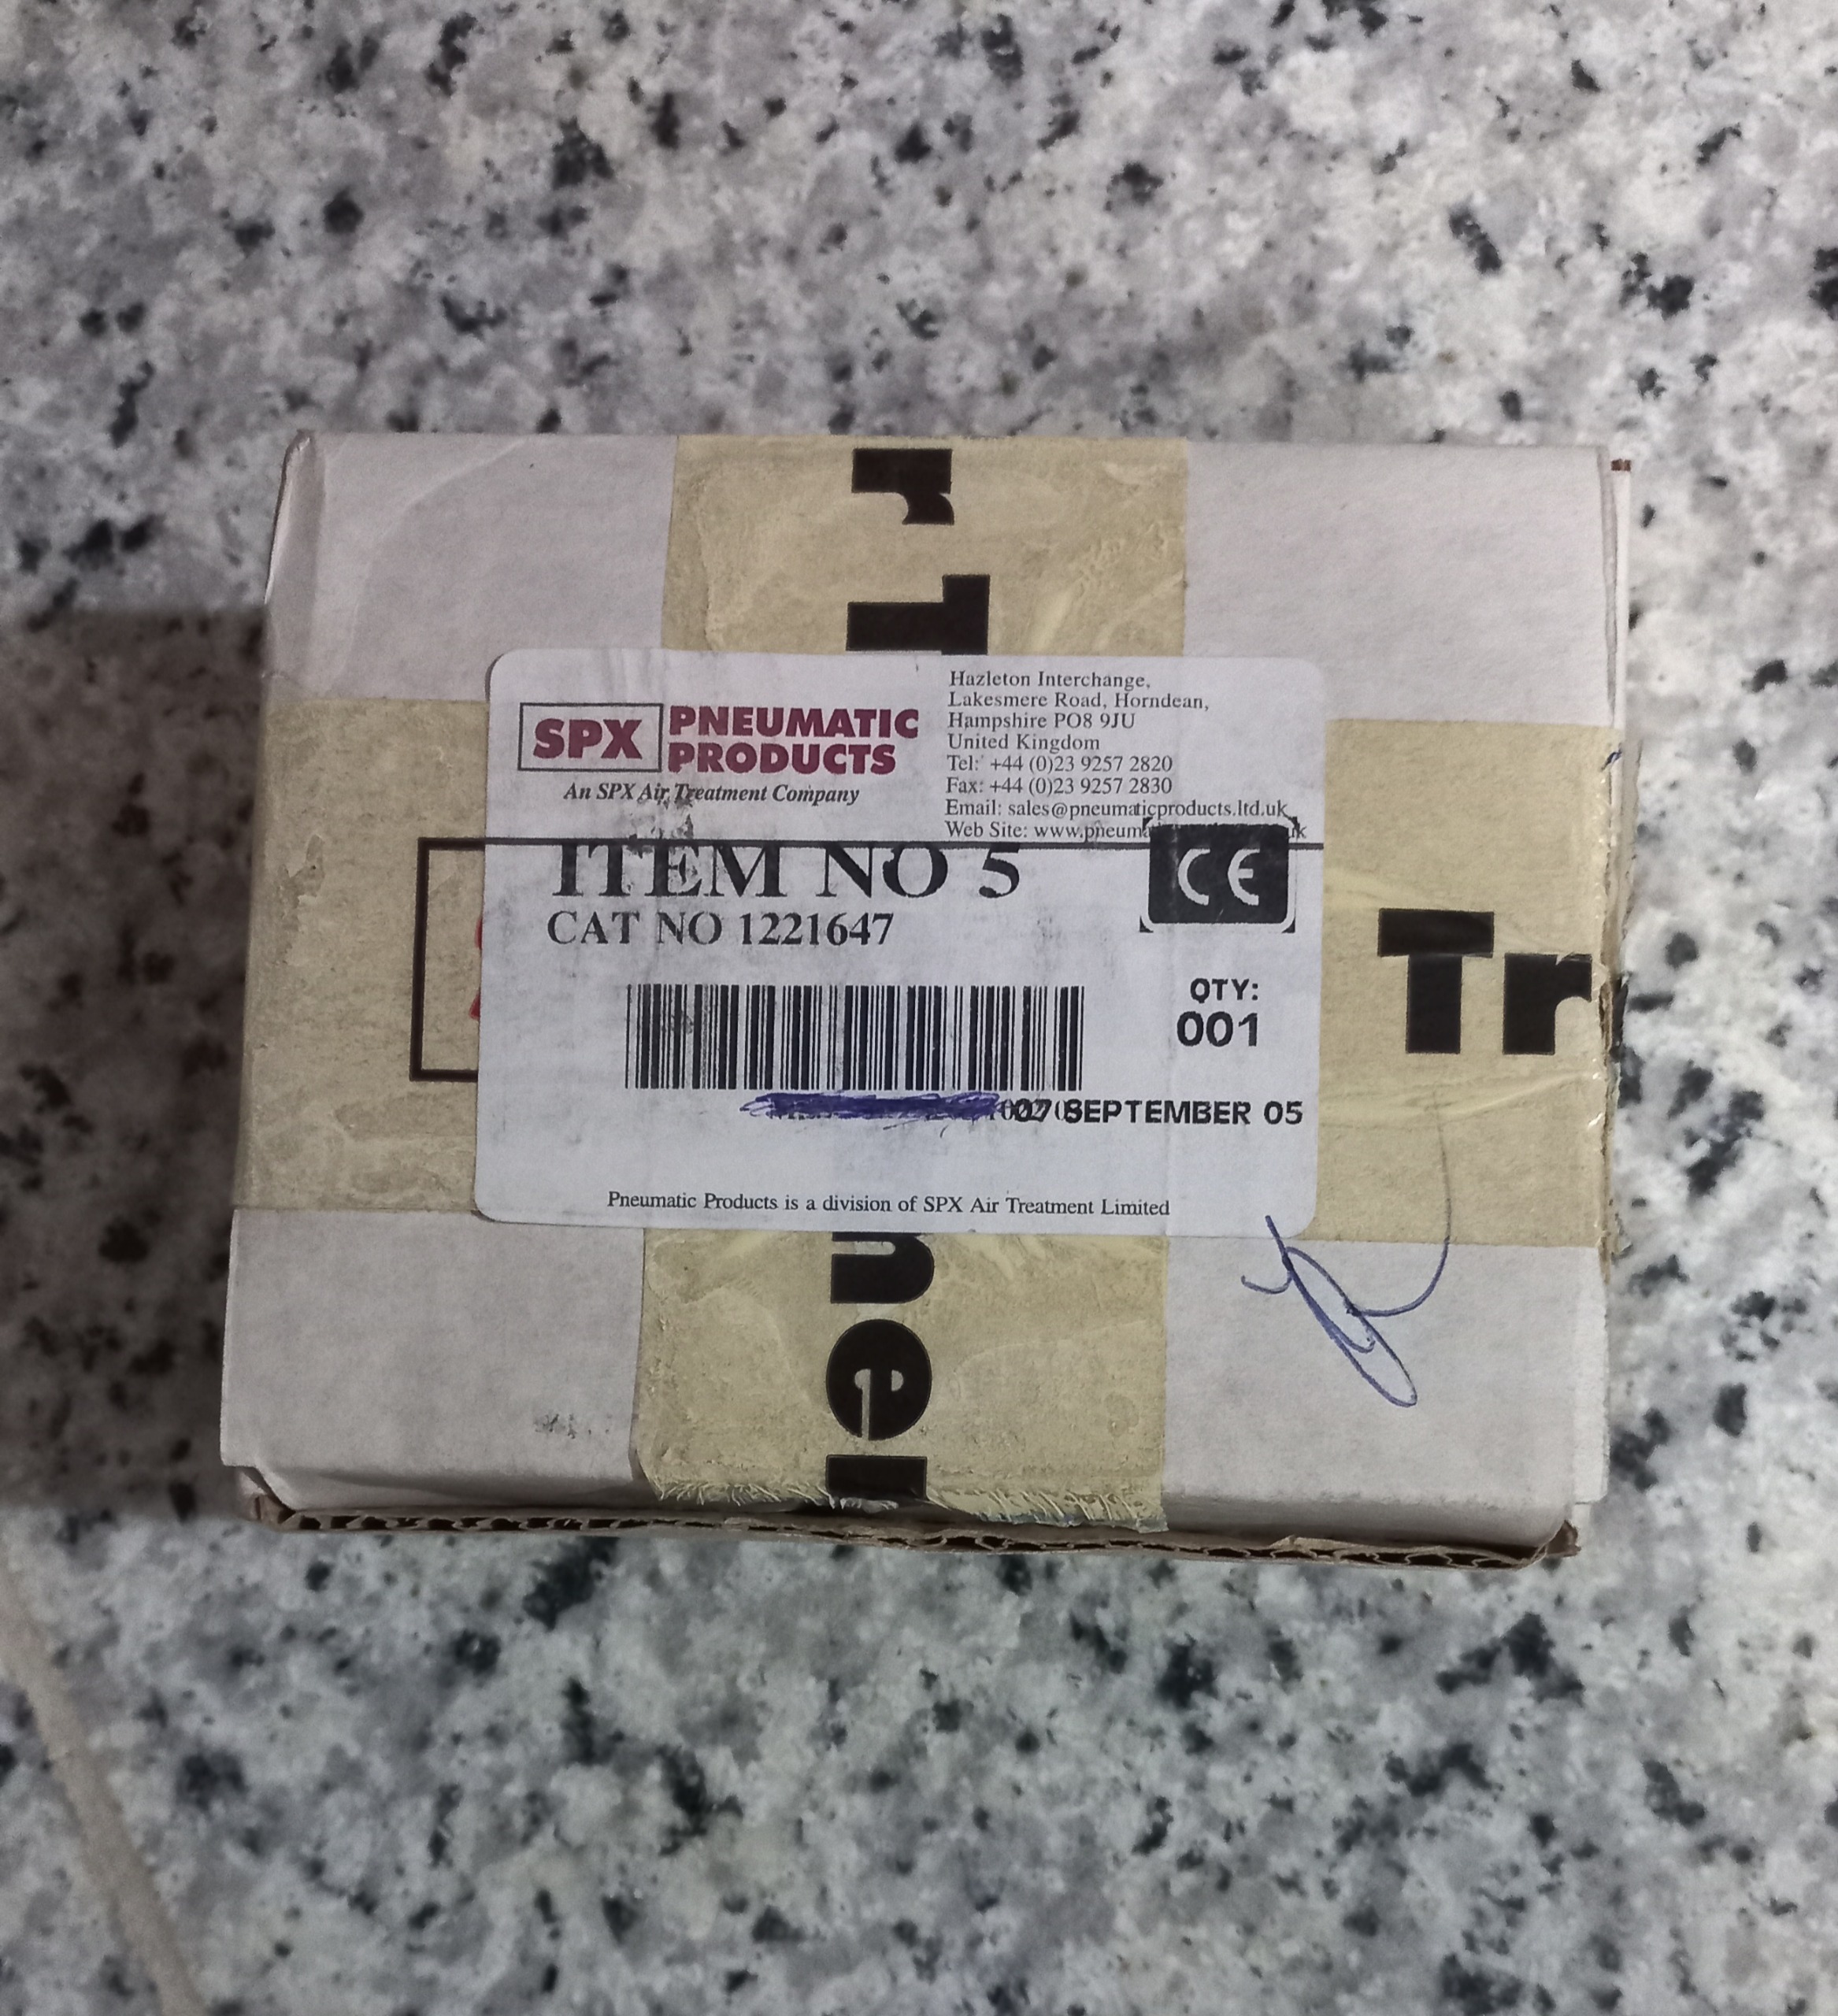 r T
SPX PNEUMATIC
PRODUCTS
An SPX Air Treatment Company
Hazleton Interchange,
Lakesmere Road, Horndean,
Hampshire PO8 9JU
United Kingdom
Tel: +44 (0)23 9257 2820
Fax: +44 (0)23 9257 2830
Email: sales@pneumaticproducts.ltd.uk
Web Site:
ITEM NO 5
CE
CAT NO 1221647
QTY:
001
07 SEPTEMBER 05
Pneumatic Products is a division of SPX Air Treatment Limited
Tr
ne